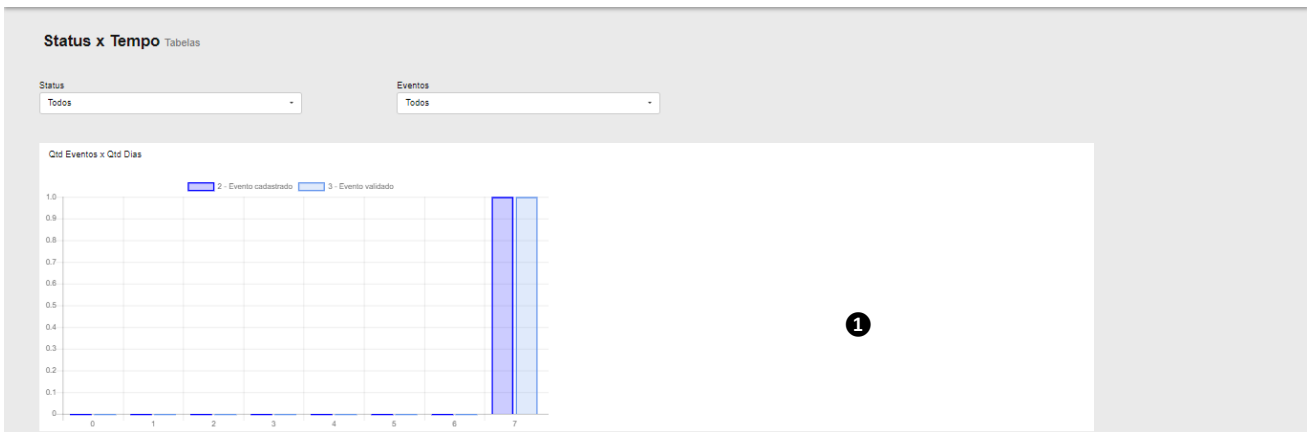 Status x Tempo Tabelas
Status Eventos
Todos Todos
Qtd Eventos x Qtd Dias
2 - Evento cadastrado 3 - Evento validado
1.0
0.9
0.8
0.7
0.6
0.5
0.4
0.3
0.2
0.1
0
0 1 2 3 4 5 6 7
1